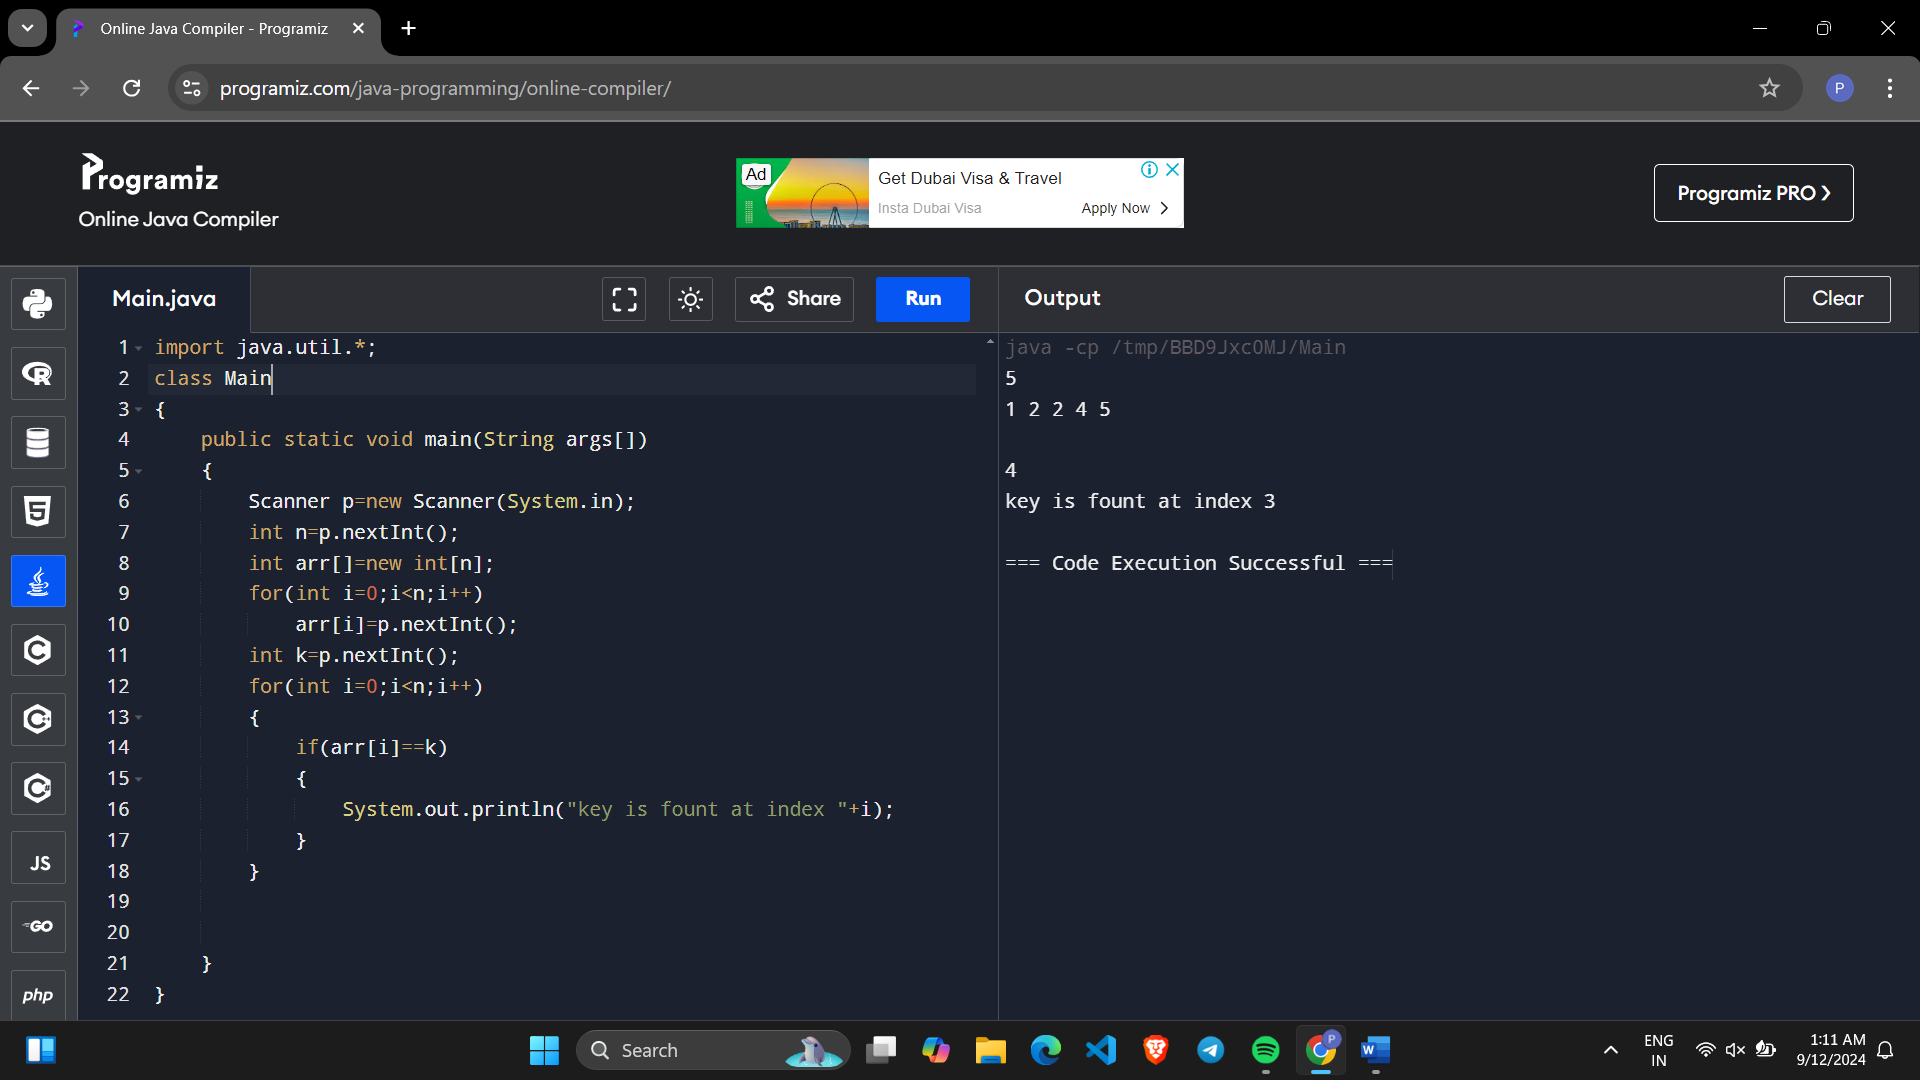 Online Java Compiler - Programiz
programiz.com/java-programming/online-compiler/
P
Programiz
Online Java Compiler
Ad
Get Dubai Visa & Travel
Insta Dubai Visa
Apply Now
Programiz PRO
Main.java
Share
Run
Output
Clear
1 import java.util.*;
2 class Main
3 {
4 public static void main(String args[])
5 {
6 Scanner p=new Scanner(System.in);
7 int n=p.nextInt();
8 int arr[]=new int[n];
9 for(int i=0;i<n;i++)
10 arr[i]=p.nextInt();
11 int k=p.nextInt();
12 for(int i=0;i<n;i++)
13 {
14 if(arr[i]==k)
15 {
16 System.out.println("key is fount at index "+i);
17 }
18 }
19
20
21 }
22 }
java -cp /tmp/BBD9JxcOMJ/Main
5
1 2 2 4 5
4
key is fount at index 3
=== Code Execution Successful ===
R
5
C
C
C
JS
GO
php
Search
P
W
ENG
IN
1:11 AM
9/12/2024